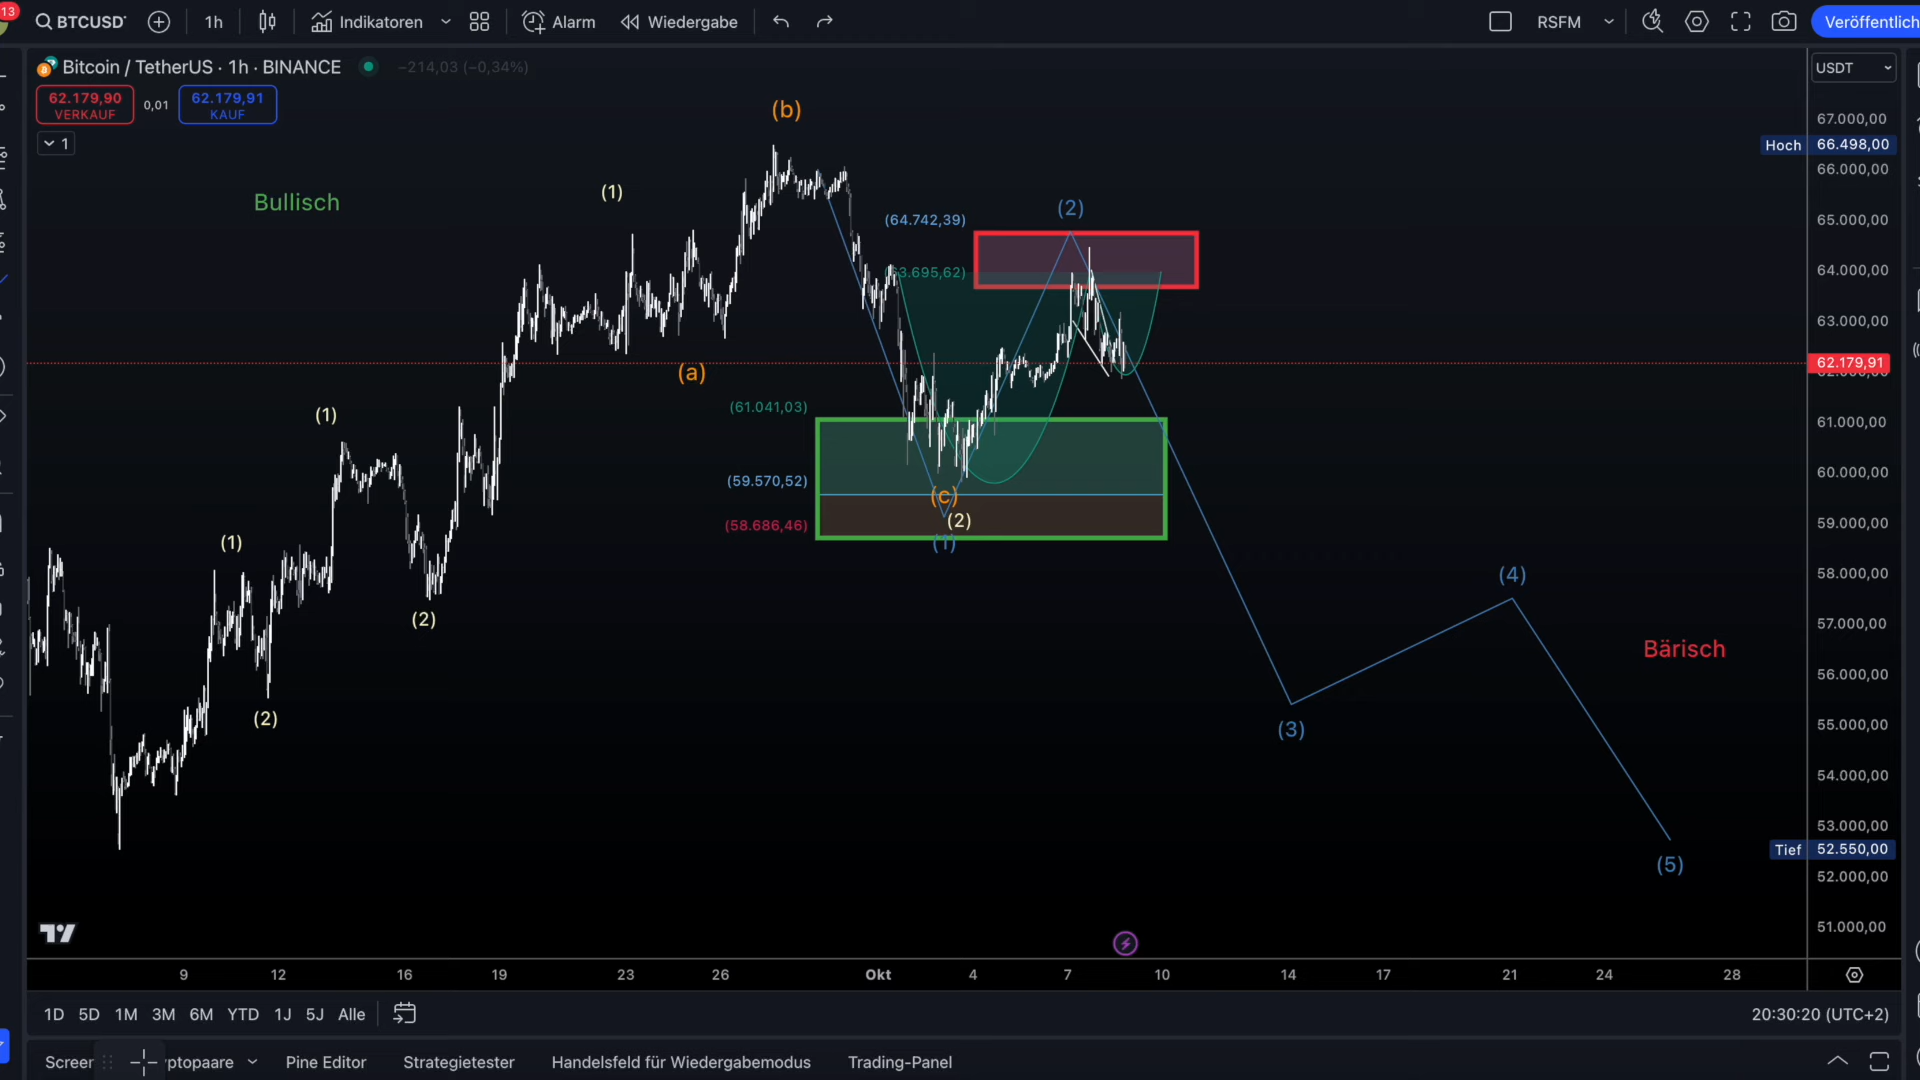 13
BTCUSD
1h
Indikatoren
Alarm
Wiedergabe
RSFM
Veröffentlich
Bitcoin / TetherUS · 1h · BINANCE
−214,03 (−0,34%)
USDT
62.179,90
VERKAUF
0,01
62.179,91
KAUF
1
(b)
67.000,00
Hoch 66.498,00
66.000,00
Bullisch
(1)
(2)
(64.742,39)
65.000,00
64.000,00
63.000,00
62.179,91
(a)
(1)
(61.041,03)
61.000,00
(59.570,52)
60.000,00
(c)
(58.686,46)
(2)
59.000,00
(1)
(1)
58.000,00
(4)
(2)
57.000,00
Bärisch
56.000,00
(2)
55.000,00
(3)
54.000,00
53.000,00
Tief 52.550,00
(5)
52.000,00
51.000,00
9 12 16 19 23 26 Okt 4 7 10 14 17 21 24 28
1D 5D 1M 3M 6M YTD 1J 5J Alle
20:30:20 (UTC+2)
Pine Editor
Strategietester
Handelsfeld für Wiedergabemodus
Trading-Panel